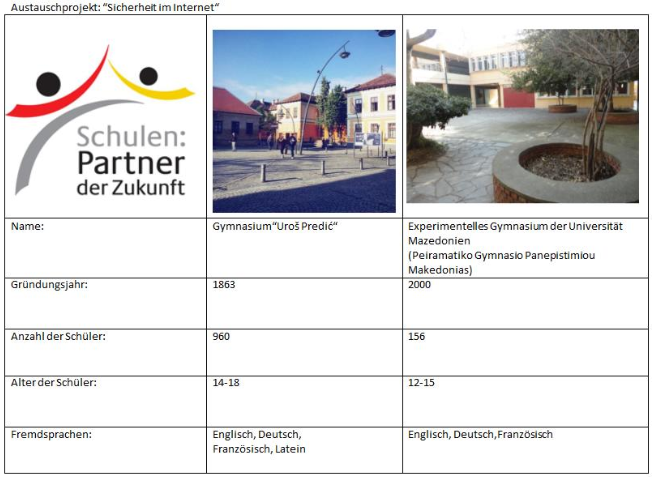 Austauschprojekt: "Sicherheit im Internet"
Schulen:
Partner
der Zukunft
Name:
Gymnasium"Uroš Predić"
Experimentelles Gymnasium der Universität
Mazedonien
(Peiramatiko Gymnasio Panepistimiou
Makedonias)
Gründungsjahr:
1863
2000
Anzahl der Schüler:
960
156
Alter der Schüler:
14-18
12-15
Fremdsprachen:
Englisch, Deutsch,
Französisch, Latein
Englisch, Deutsch,Französisch